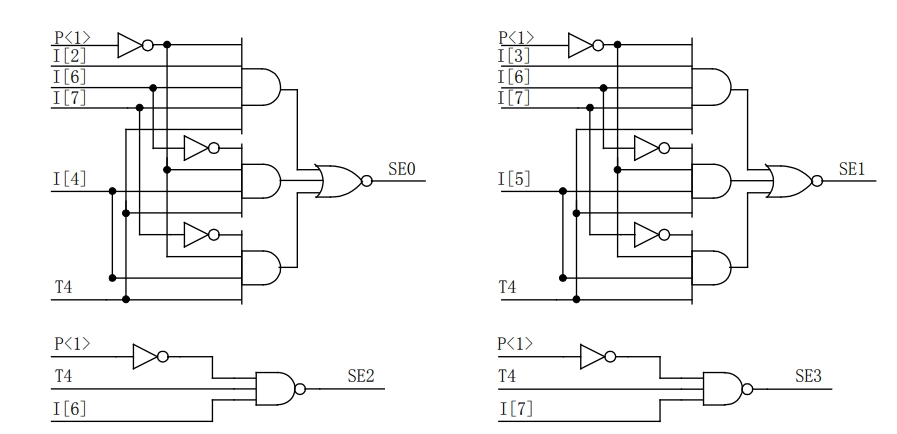 P<1>
I[2]
I[6]
I[7]
I[4]
SE0
T4
P<1>
I[3]
I[6]
I[7]
I[5]
SE1
T4
P<1>
T4
SE2
I[6]
P<1>
T4
SE3
I[7]